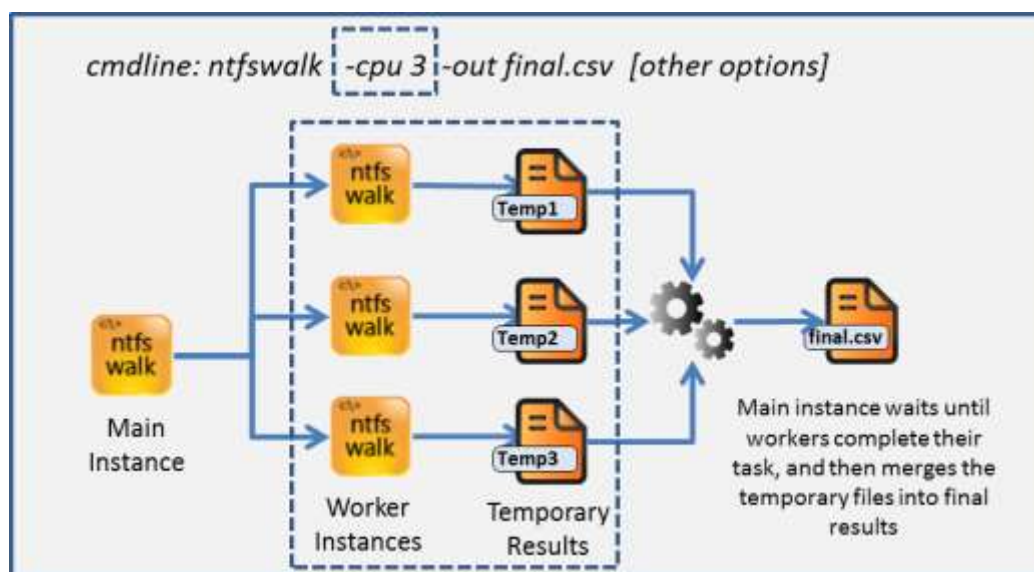 cmdline: ntfswalk -cpu 3 -out final.csv [other options]
<\>
ntfs
walk
Temp1
<\>
ntfs
walk
Temp2
<\>
ntfs
walk
Main
Instance
final.csv
<\>
ntfs
walk
Temp3
Worker
Instances
Temporary
Results
Main instance waits until
workers complete their
task, and then merges the
temporary files into final
results